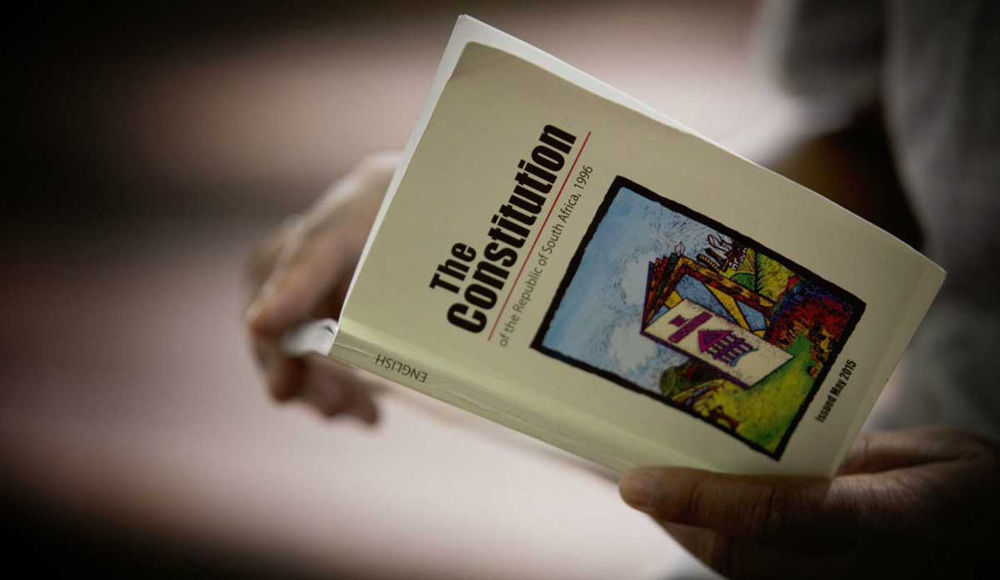 The
Constitution
of the Republic of South Africa, 1996
Issued May 2015
ENGLISH